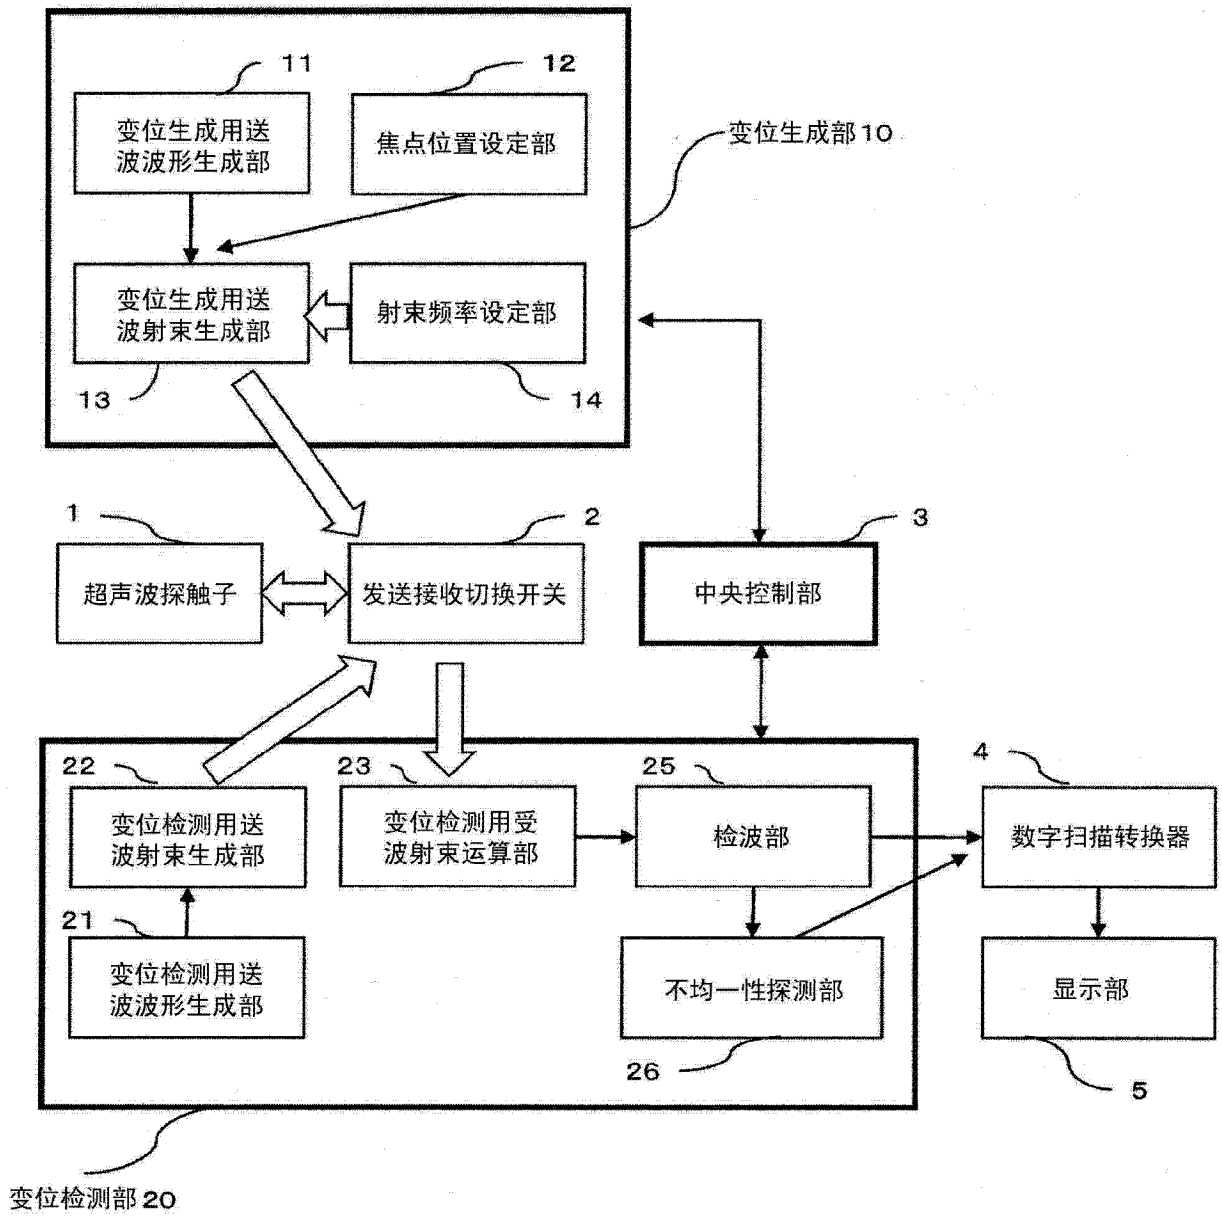 11
12
变位生成用送
波波形生成部
焦点位置设定部
变位生成部10
变位生成用送
波射束生成部
射束频率设定部
13
14
1
2
3
超声波探触子
发送接收切换开关
中央控制部
22
23
25
4
变位检测用送
波射束生成部
变位检测用受
波射束运算部
检波部
数字扫描转换器
21
变位检测用送
波波形生成部
不均一性探测部
显示部
26
5
变位检测部20